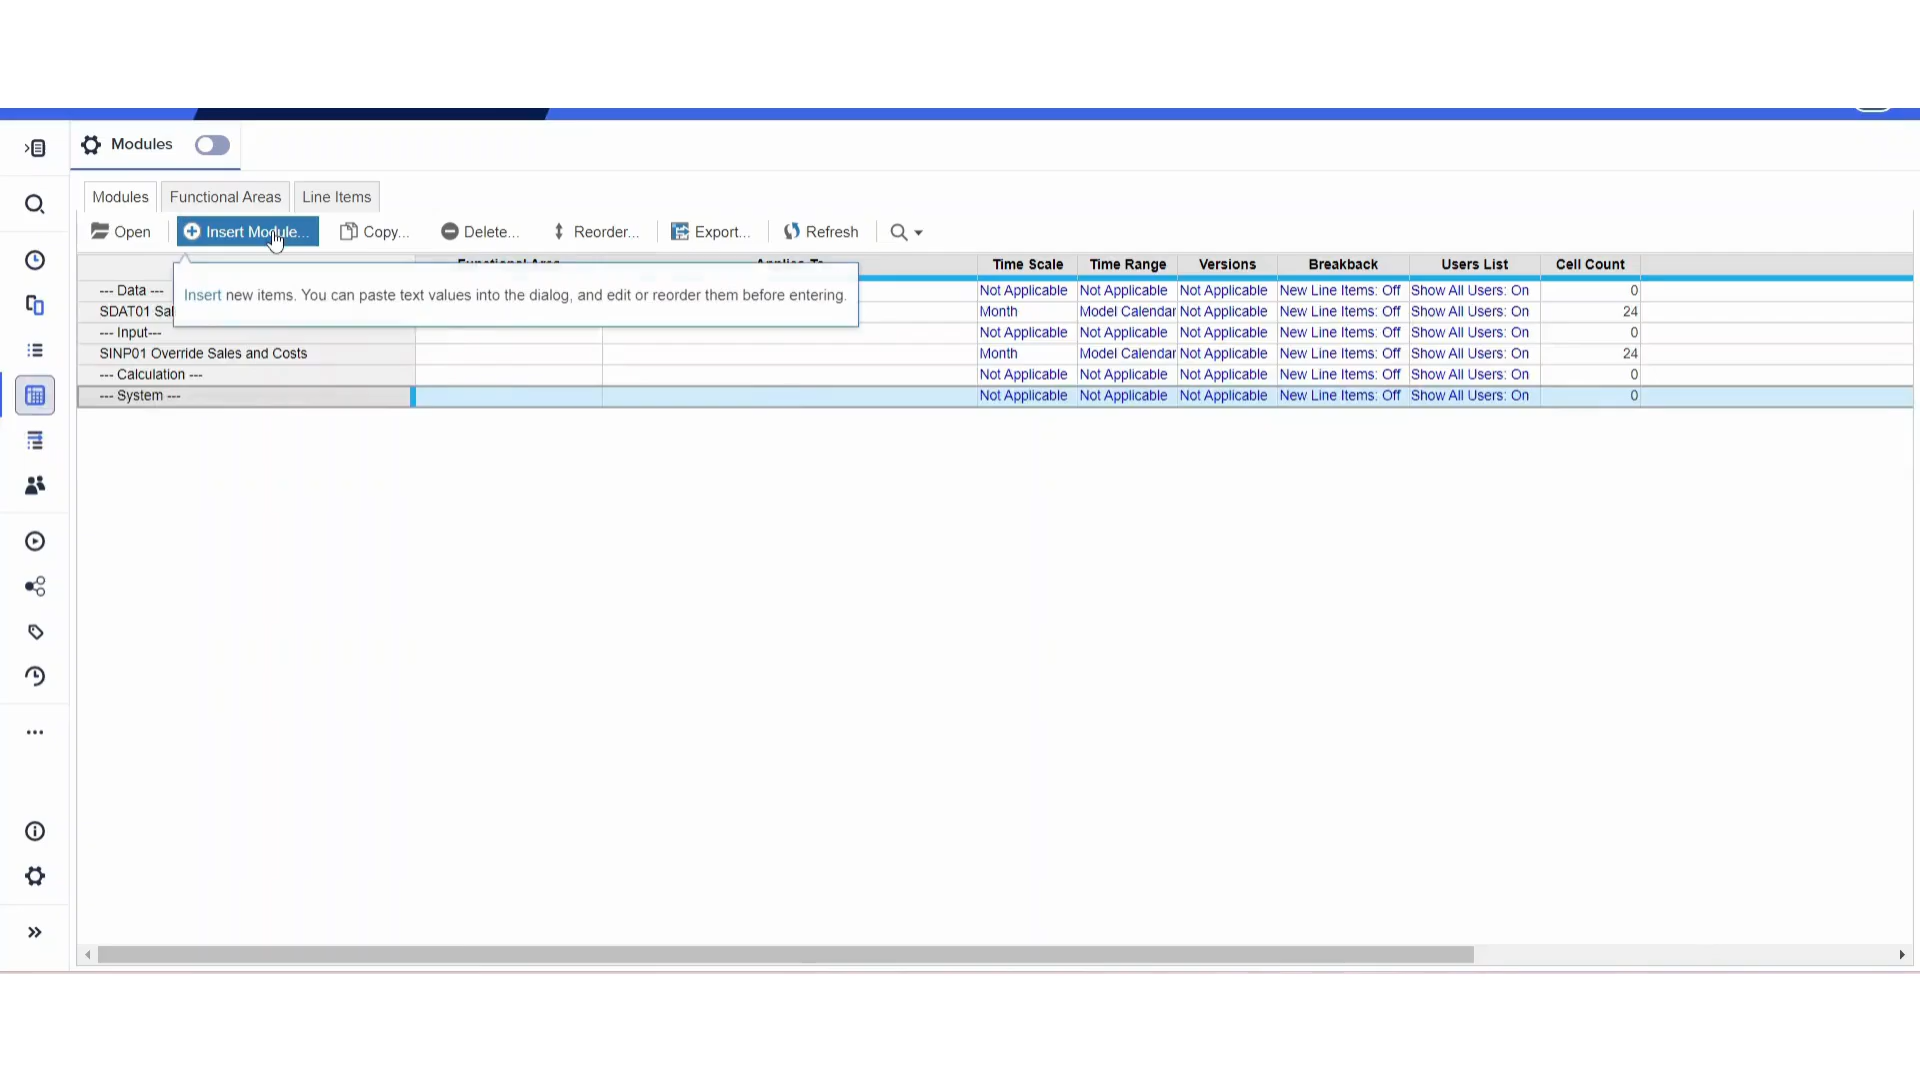 Modules
Modules Functional Areas Line Items
Open Insert Module... Copy... Delete... Reorder... Export... Refresh
Functional Area Applies To Time Scale Time Range Versions Breakback Users List Cell Count
Insert new items. You can paste text values into the dialog, and edit or reorder them before entering.
--- Data --- Not Applicable Not Applicable Not Applicable New Line Items: Off Show All Users: On 0
SDAT01 Sal Month Model Calendar Not Applicable New Line Items: Off Show All Users: On 24
--- Input--- Not Applicable Not Applicable Not Applicable New Line Items: Off Show All Users: On 0
SINP01 Override Sales and Costs Month Model Calendar Not Applicable New Line Items: Off Show All Users: On 24
--- Calculation --- Not Applicable Not Applicable Not Applicable New Line Items: Off Show All Users: On 0
--- System --- Not Applicable Not Applicable Not Applicable New Line Items: Off Show All Users: On 0